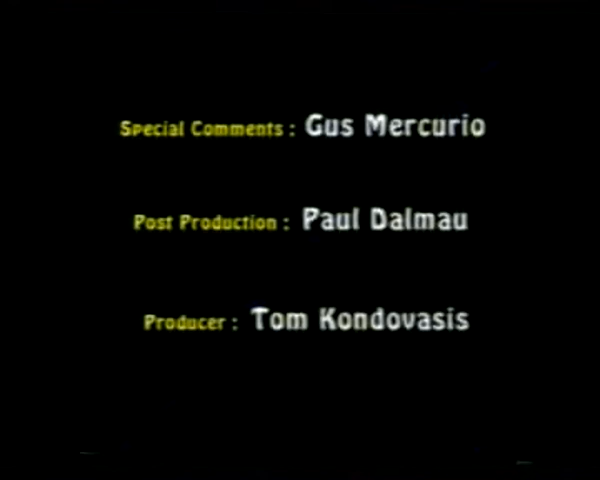 Special Comments : Gus Mercurio
Post Production : Paul Dalmau
Producer : Tom Kondovasis